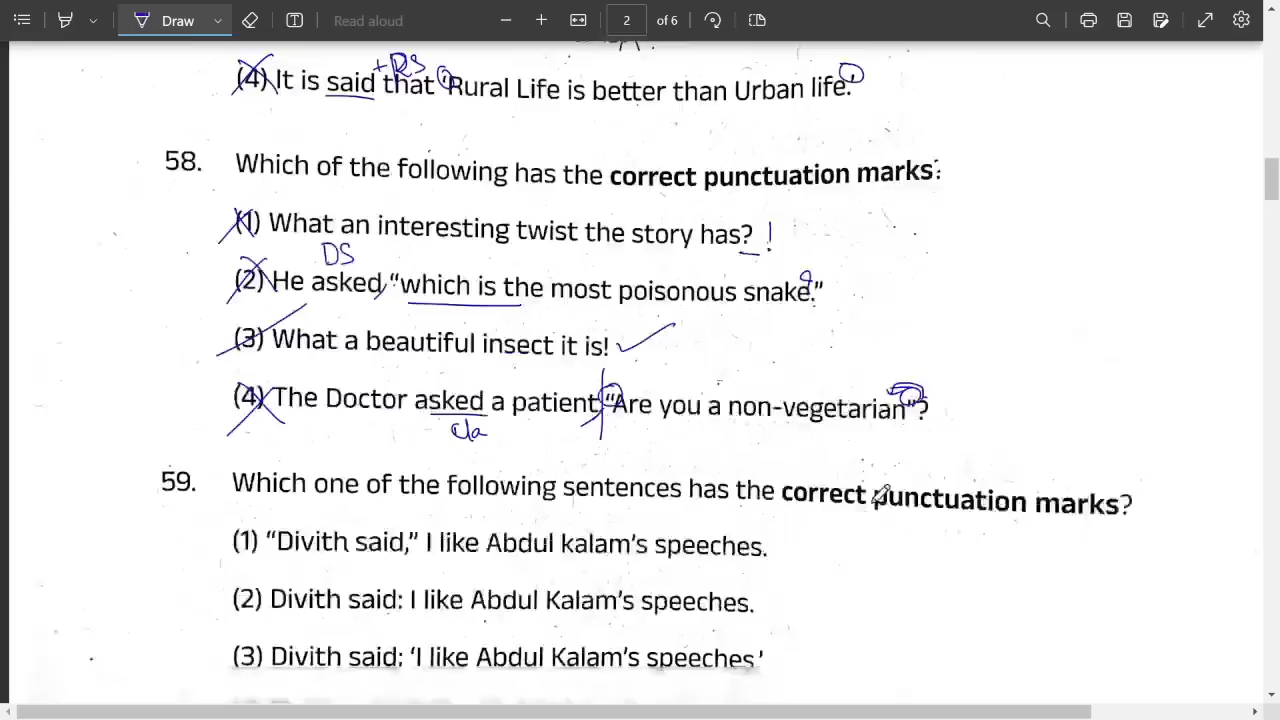 Draw
Read aloud
2 of 6
+RS
(4) It is said that 'Rural Life is better than Urban life.'
58. Which of the following has the correct punctuation marks:
(1) What an interesting twist the story has? !
DS
(2) He asked, “which is the most poisonous snake.” ?
(3) What a beautiful insect it is!
(4) The Doctor asked a patient, “Are you a non-vegetarian”?
59. Which one of the following sentences has the correct punctuation marks?
(1) “Divith said,” I like Abdul kalam’s speeches.
(2) Divith said: I like Abdul Kalam’s speeches.
(3) Divith said: ‘I like Abdul Kalam’s speeches’